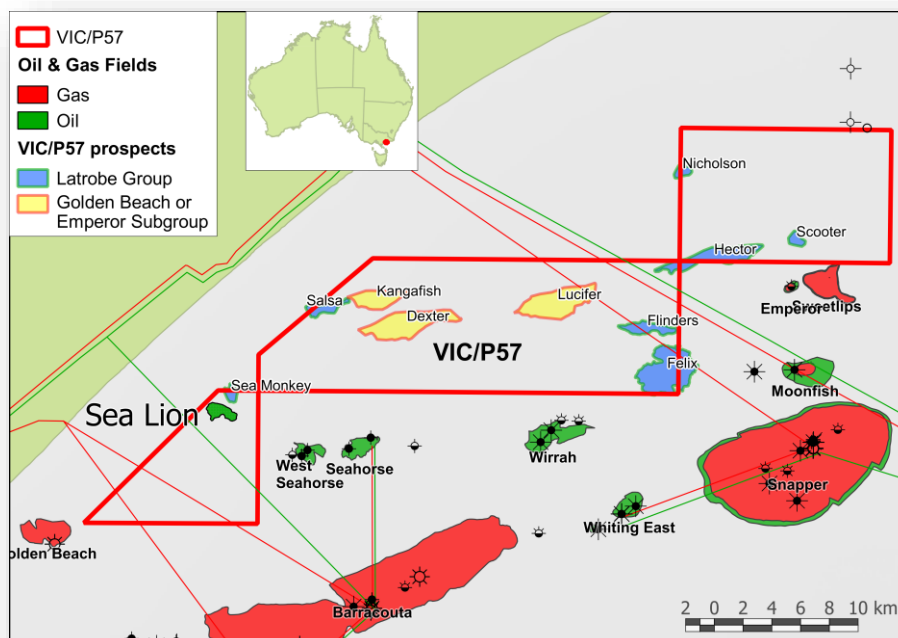 VIC/P57
Oil & Gas Fields
Gas
Oil
VIC/P57 prospects
Latrobe Group
Golden Beach or
Emperor Subgroup
Nicholson
Scooter
Hector
Salsa
Kangafish
Lucifer
Emperor
Sweetlips
Dexter
Flinders
VIC/P57
Felix
Sea Monkey
Moonfish
Sea Lion
West
Seahorse
Seahorse
Wirrah
Snapper
Whiting East
olden Beach
Barracouta
2 0 2 4 6 8 10 km